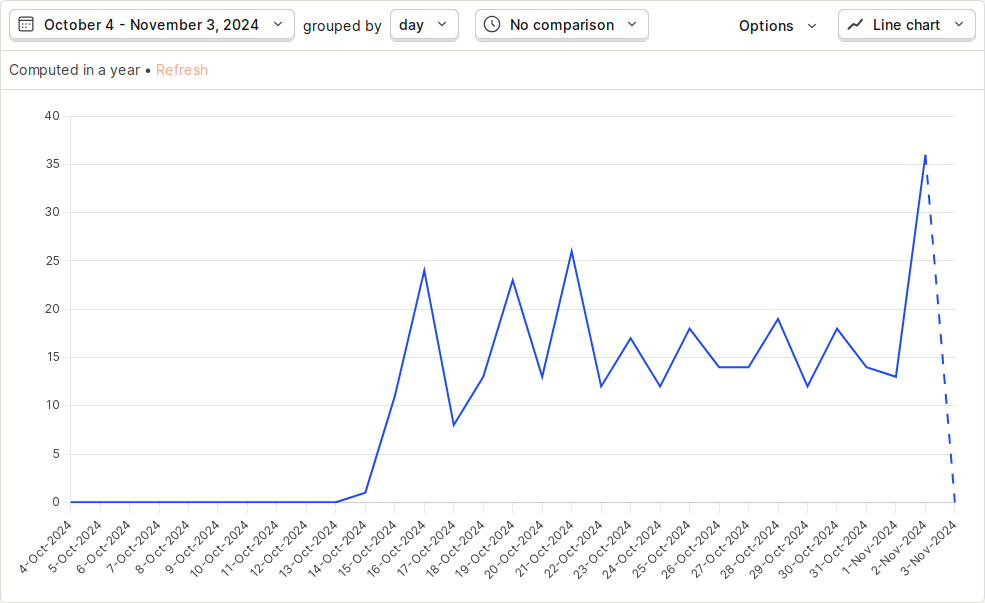 October 4 - November 3, 2024 grouped by day No comparison Options Line chart
Computed in a year • Refresh
40
35
30
25
20
15
10
5
0
4-Oct-2024
5-Oct-2024
6-Oct-2024
7-Oct-2024
8-Oct-2024
9-Oct-2024
10-Oct-2024
11-Oct-2024
12-Oct-2024
13-Oct-2024
14-Oct-2024
15-Oct-2024
16-Oct-2024
17-Oct-2024
18-Oct-2024
19-Oct-2024
20-Oct-2024
21-Oct-2024
22-Oct-2024
23-Oct-2024
24-Oct-2024
25-Oct-2024
26-Oct-2024
27-Oct-2024
28-Oct-2024
29-Oct-2024
30-Oct-2024
31-Oct-2024
1-Nov-2024
2-Nov-2024
3-Nov-2024